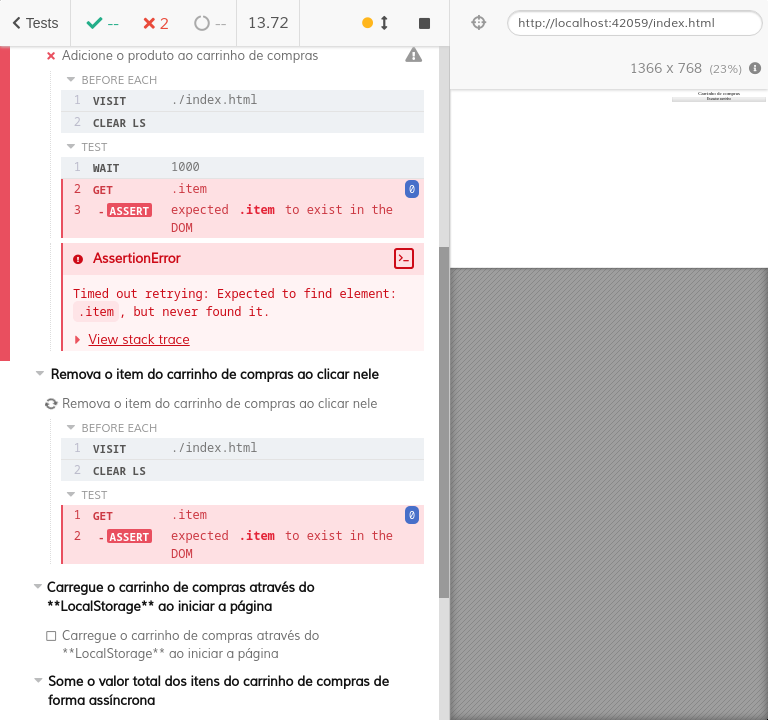 Tests
--
2
--
13.72
http://localhost:42059/index.html
1366 x 768 (23%)
Adicione o produto ao carrinho de compras
BEFORE EACH
1 VISIT ./index.html
2 CLEAR LS
TEST
1 WAIT 1000
2 GET .item 0
3 -ASSERT expected .item to exist in the
DOM
AssertionError
Timed out retrying: Expected to find element:
.item, but never found it.
View stack trace
Remova o item do carrinho de compras ao clicar nele
Remova o item do carrinho de compras ao clicar nele
BEFORE EACH
1 VISIT ./index.html
2 CLEAR LS
TEST
1 GET .item 0
2 -ASSERT expected .item to exist in the
DOM
Carregue o carrinho de compras através do
**LocalStorage** ao iniciar a página
Carregue o carrinho de compras através do
**LocalStorage** ao iniciar a página
Some o valor total dos itens do carrinho de compras de
forma assíncrona
Carrinho de compras